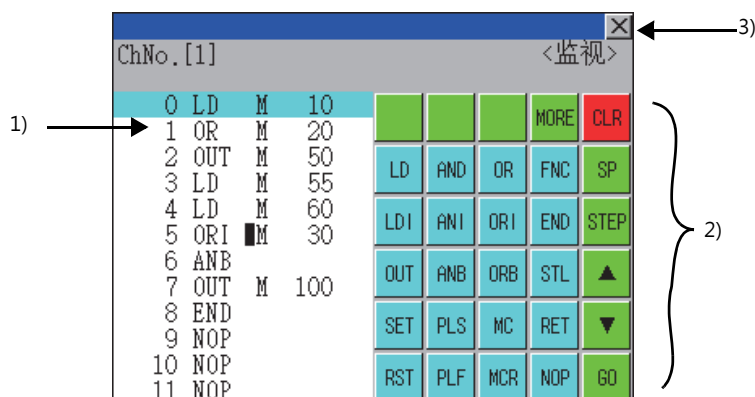 3)
ChNo.[1] <监视>
1)
0 LD M 10
1 OR M 20
2 OUT M 50
3 LD M 55
4 LD M 60
5 ORI M 30
6 ANB
7 OUT M 100
8 END
9 NOP
10 NOP
11 NOP
MORE CLR
LD AND OR FNC SP
LDI ANI ORI END STEP
OUT ANB ORB STL ▲
SET PLS MC RET ▼
RST PLF MCR NOP GO
2)